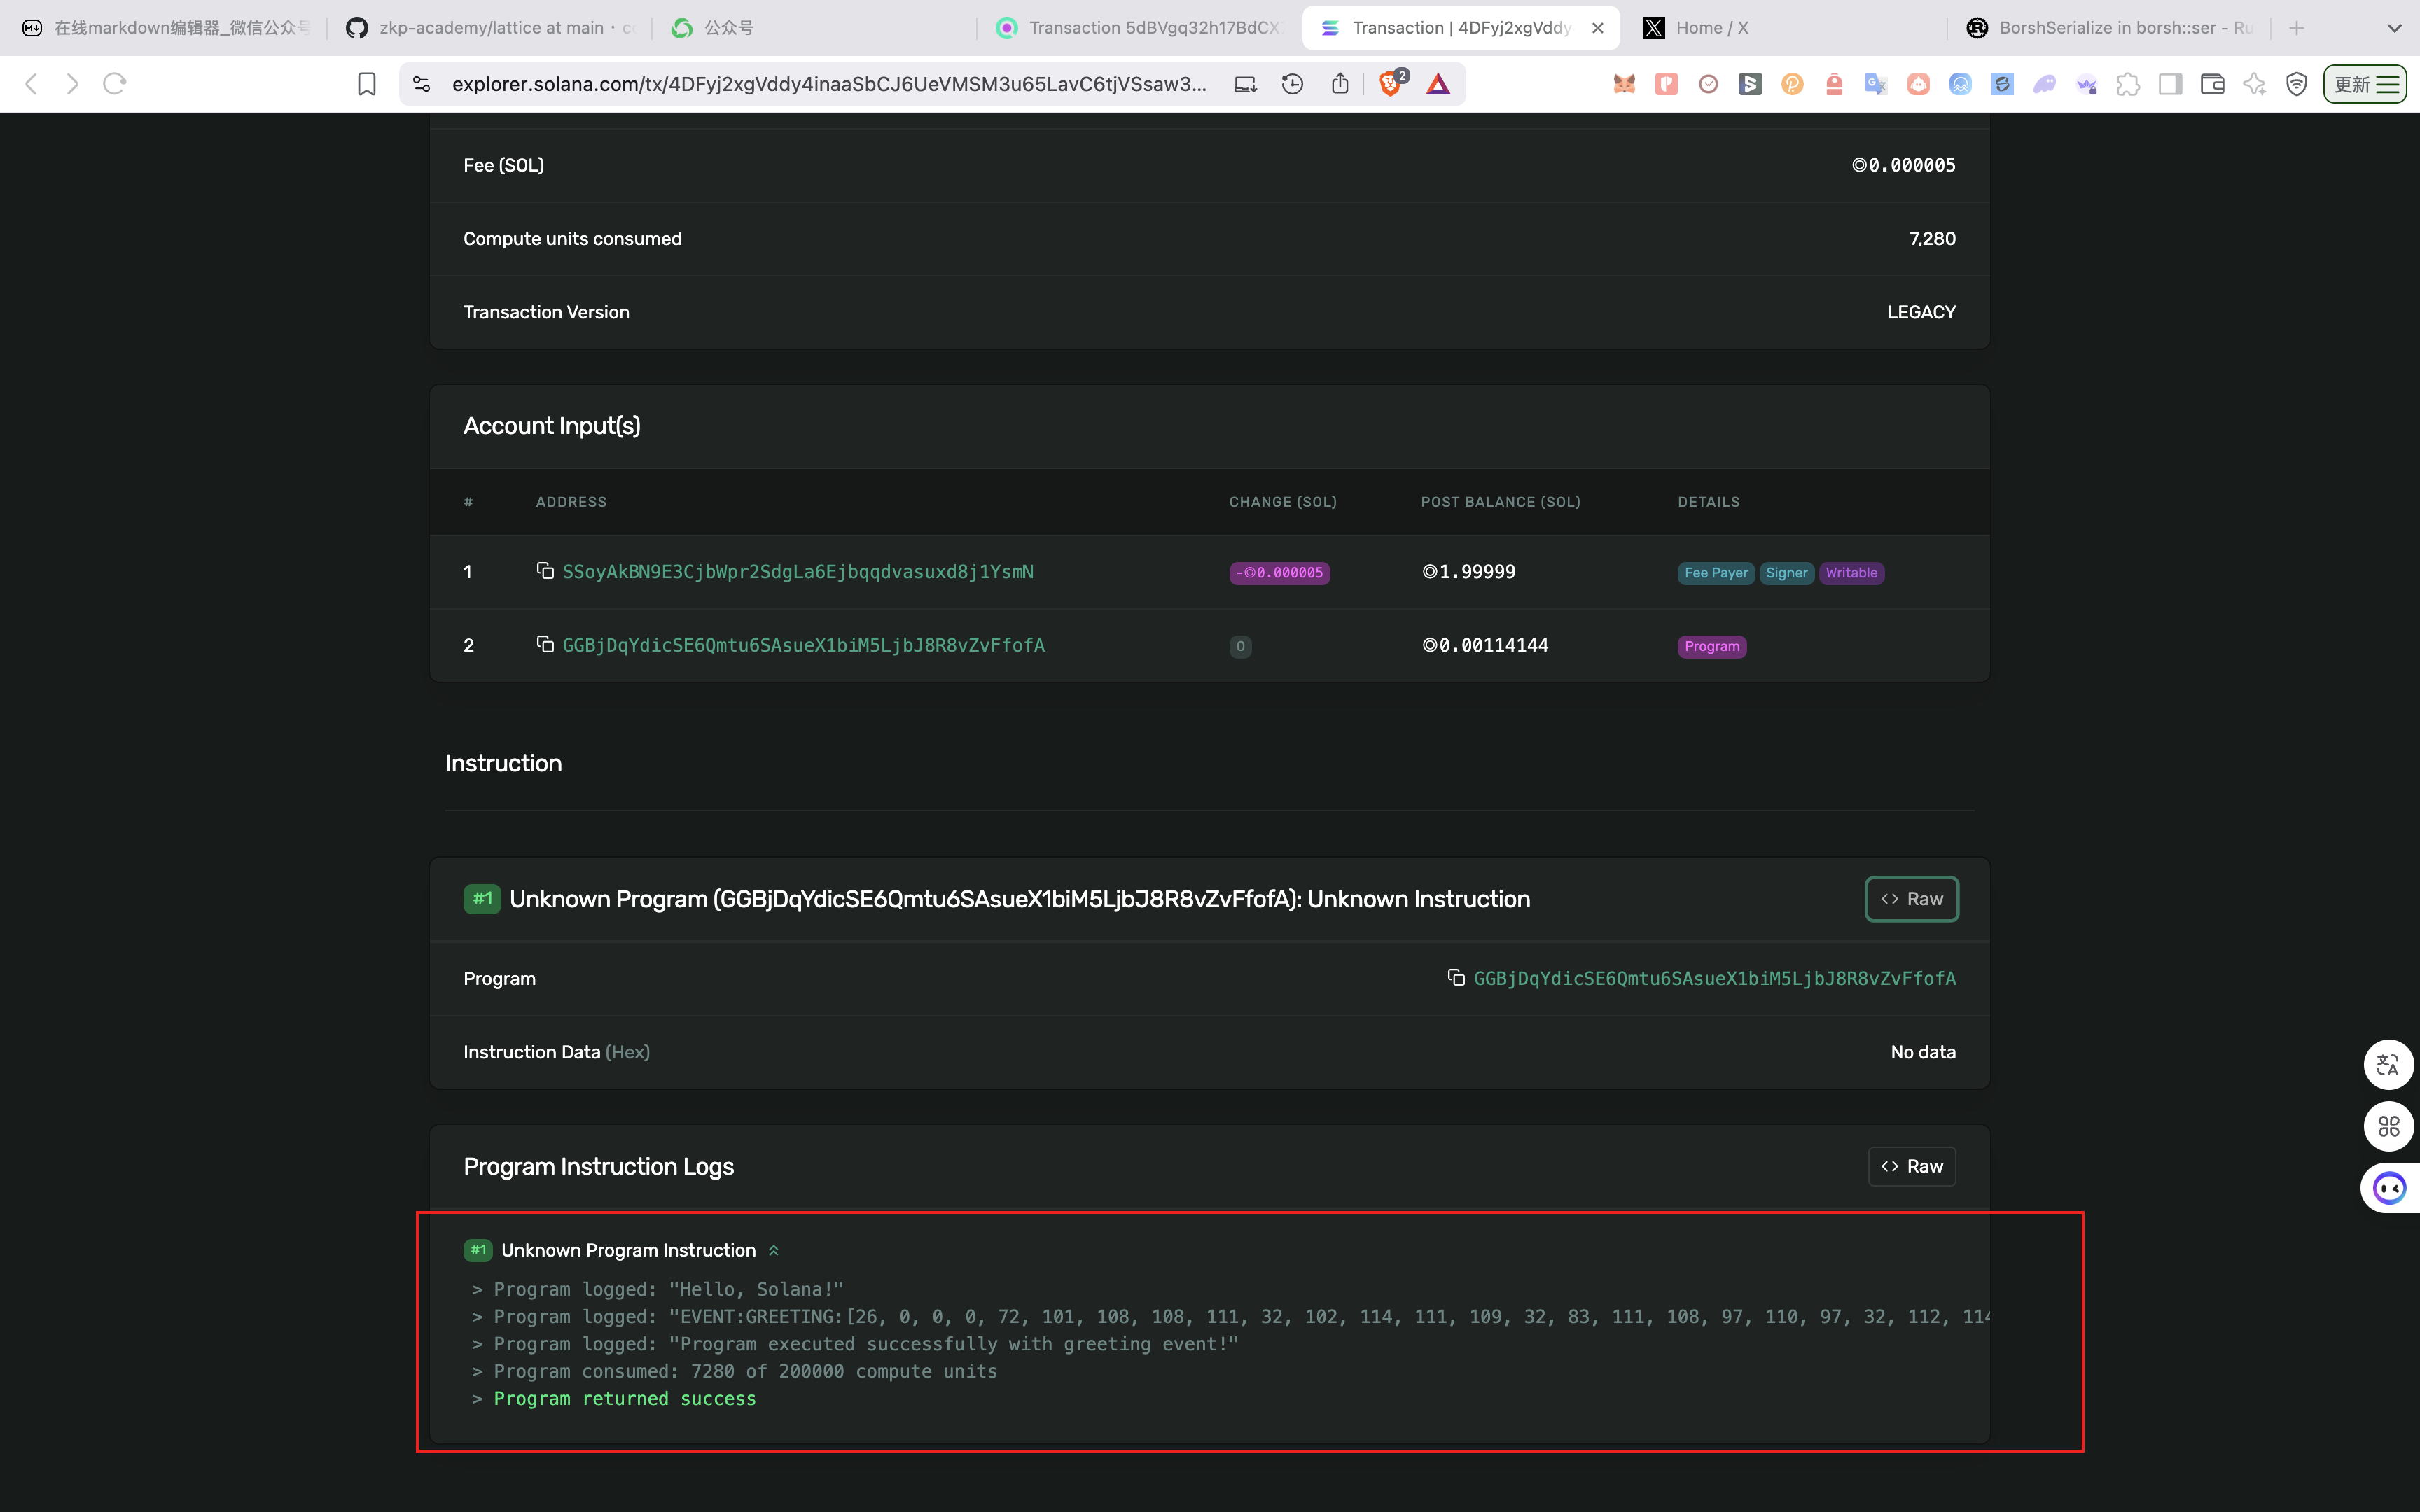 在线markdown编辑器_微信公众号
zkp-academy/lattice at main · c
公众号
Transaction 5dBVgq32h17BdCX
Transaction | 4DFyj2xgVddy
Home / X
BorshSerialize in borsh::ser - Ru
explorer.solana.com/tx/4DFyj2xgVddy4inaaSbCJ6UeVMSM3u65LavC6tjVSsaw3...
2
更新
Fee (SOL)
◎0.000005
Compute units consumed
7,280
Transaction Version
LEGACY
Account Input(s)
# ADDRESS CHANGE (SOL) POST BALANCE (SOL) DETAILS
1 SSoyAkBN9E3CjbWpr2SdgLa6Ejbqqdvasuxd8j1YsmN -◎0.000005 ◎1.99999 Fee Payer Signer Writable
2 GGBjDqYdicSE6Qmtu6SAsueX1biM5LjbJ8R8vZvFfofA 0 ◎0.00114144 Program
Instruction
#1 Unknown Program (GGBjDqYdicSE6Qmtu6SAsueX1biM5LjbJ8R8vZvFfofA): Unknown Instruction
<> Raw
Program
GGBjDqYdicSE6Qmtu6SAsueX1biM5LjbJ8R8vZvFfofA
Instruction Data (Hex)
No data
Program Instruction Logs
<> Raw
#1 Unknown Program Instruction
> Program logged: "Hello, Solana!"
> Program logged: "EVENT:GREETING:[26, 0, 0, 0, 72, 101, 108, 108, 111, 32, 102, 114, 111, 109, 32, 83, 111, 108, 97, 110, 97, 32, 112, 114
> Program logged: "Program executed successfully with greeting event!"
> Program consumed: 7280 of 200000 compute units
> Program returned success